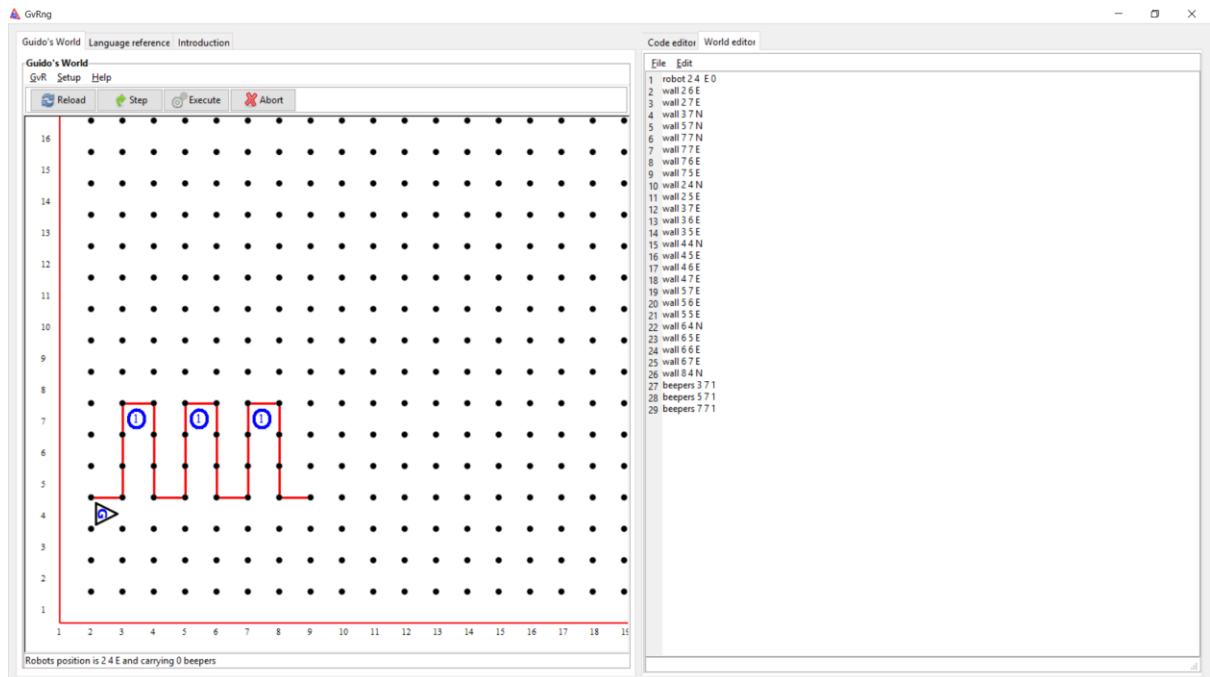 GvRng
Guido's World Language reference Introduction
Guido's World
GvR Setup Help
Reload Step Execute Abort
16
15
14
13
12
11
10
9
8
7 1 1 1
6
5
4 G
3
2
1
1 2 3 4 5 6 7 8 9 10 11 12 13 14 15 16 17 18 19
Robots position is 2 4 E and carrying 0 beepers
Code editor World editor
File Edit
1 robot 2 4 E 0
2 wall 2 6 E
3 wall 2 7 E
4 wall 3 7 N
5 wall 5 7 N
6 wall 7 7 N
7 wall 7 7 E
8 wall 7 6 E
9 wall 7 5 E
10 wall 2 4 N
11 wall 2 5 E
12 wall 3 7 E
13 wall 3 6 E
14 wall 3 5 E
15 wall 4 4 N
16 wall 4 5 E
17 wall 4 6 E
18 wall 4 7 E
19 wall 5 7 E
20 wall 5 6 E
21 wall 5 5 E
22 wall 6 4 N
23 wall 6 5 E
24 wall 6 6 E
25 wall 6 7 E
26 wall 8 4 N
27 beepers 3 7 1
28 beepers 5 7 1
29 beepers 7 7 1